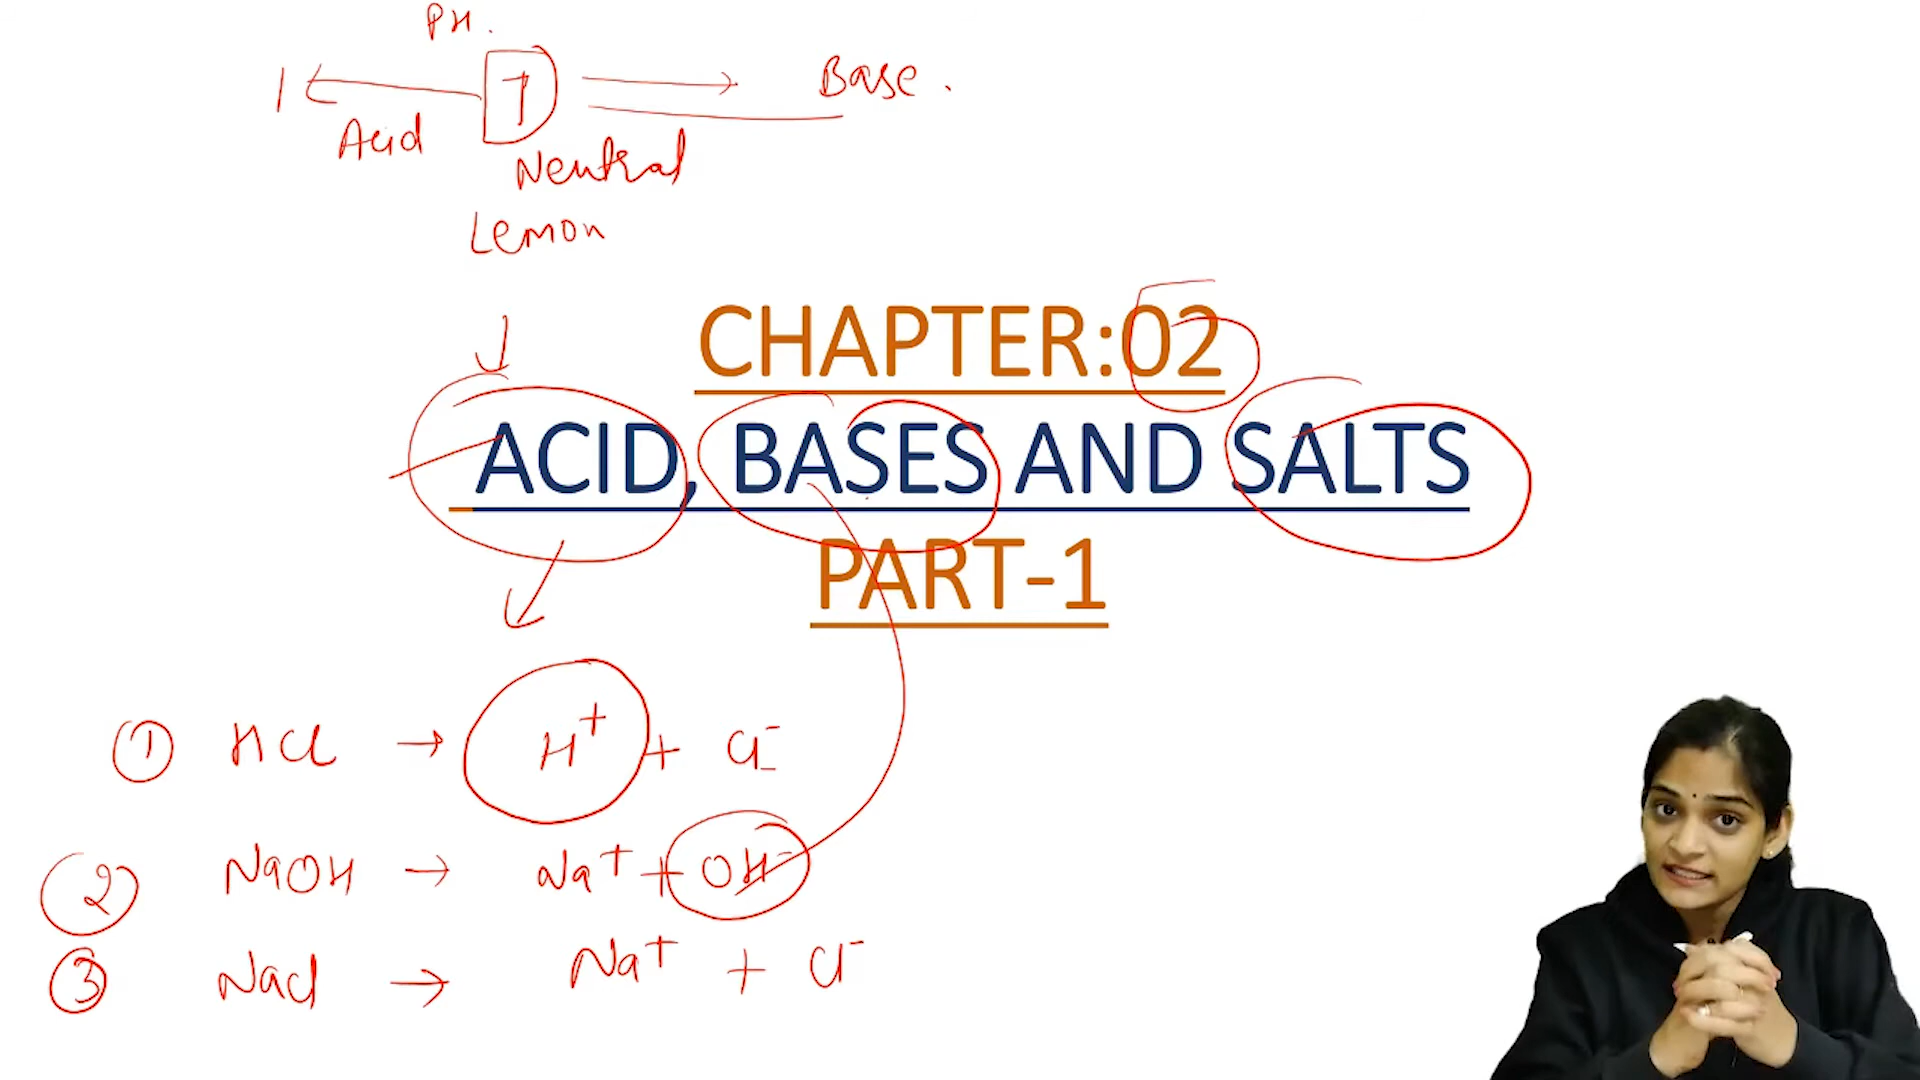 PH.
1 ← 7 → Base.
Acid
Neutral
Lemon
CHAPTER:02
ACID, BASES AND SALTS
PART-1
① HCl → H⁺ + Cl⁻
② NaOH → Na⁺ + OH⁻
③ NaCl → Na⁺ + Cl⁻